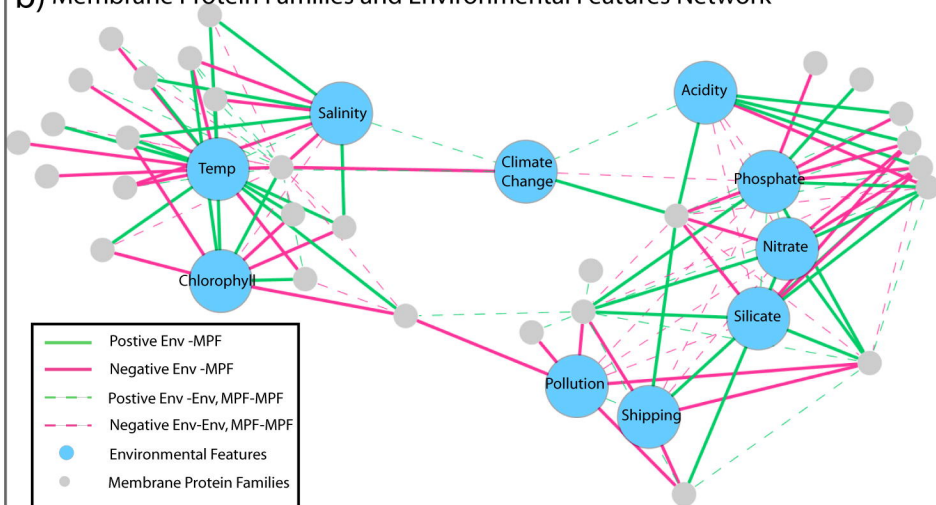 b) Membrane Protein Families and Environmental Features Network
Salinity
Acidity
Temp
Climate
Change
Phosphate
Nitrate
Chlorophyll
Silicate
Pollution
Shipping
Postive Env -MPF
Negative Env -MPF
Postive Env -Env, MPF-MPF
Negative Env-Env, MPF-MPF
Environmental Features
Membrane Protein Families